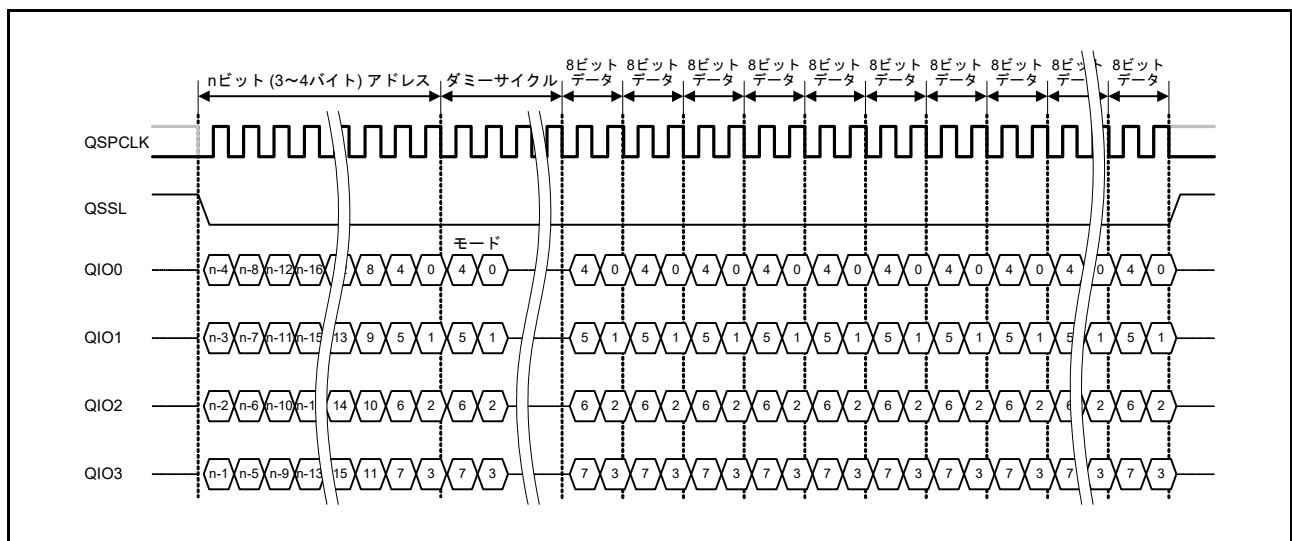 8ビット 8ビット 8ビット 8ビット 8ビット 8ビット 8ビット 8ビット 8ビット 8ビット
nビット (3～4バイト) アドレス ダミーサイクル データ データ データ データ データ データ データ データ データ データ
QSPCLK
QSSL
モード
QIO0 n-4 n-8 n-12 n-16 8 4 0 4 0 4 0 4 0 4 0 4 0 4 0 4 0 4 0 4 0 4 0 4 0
QIO1 n-3 n-7 n-11 n-15 13 9 5 1 5 1 5 1 5 1 5 1 5 1 5 1 5 1 5 1 5 1 5 1 5 1
QIO2 n-2 n-6 n-10 14 10 6 2 6 2 6 2 6 2 6 2 6 2 6 2 6 2 6 2 6 2 6 2 6 2
QIO3 n-1 n-5 n-9 n-13 15 11 7 3 7 3 7 3 7 3 7 3 7 3 7 3 7 3 7 3 7 3 7 3 7 3